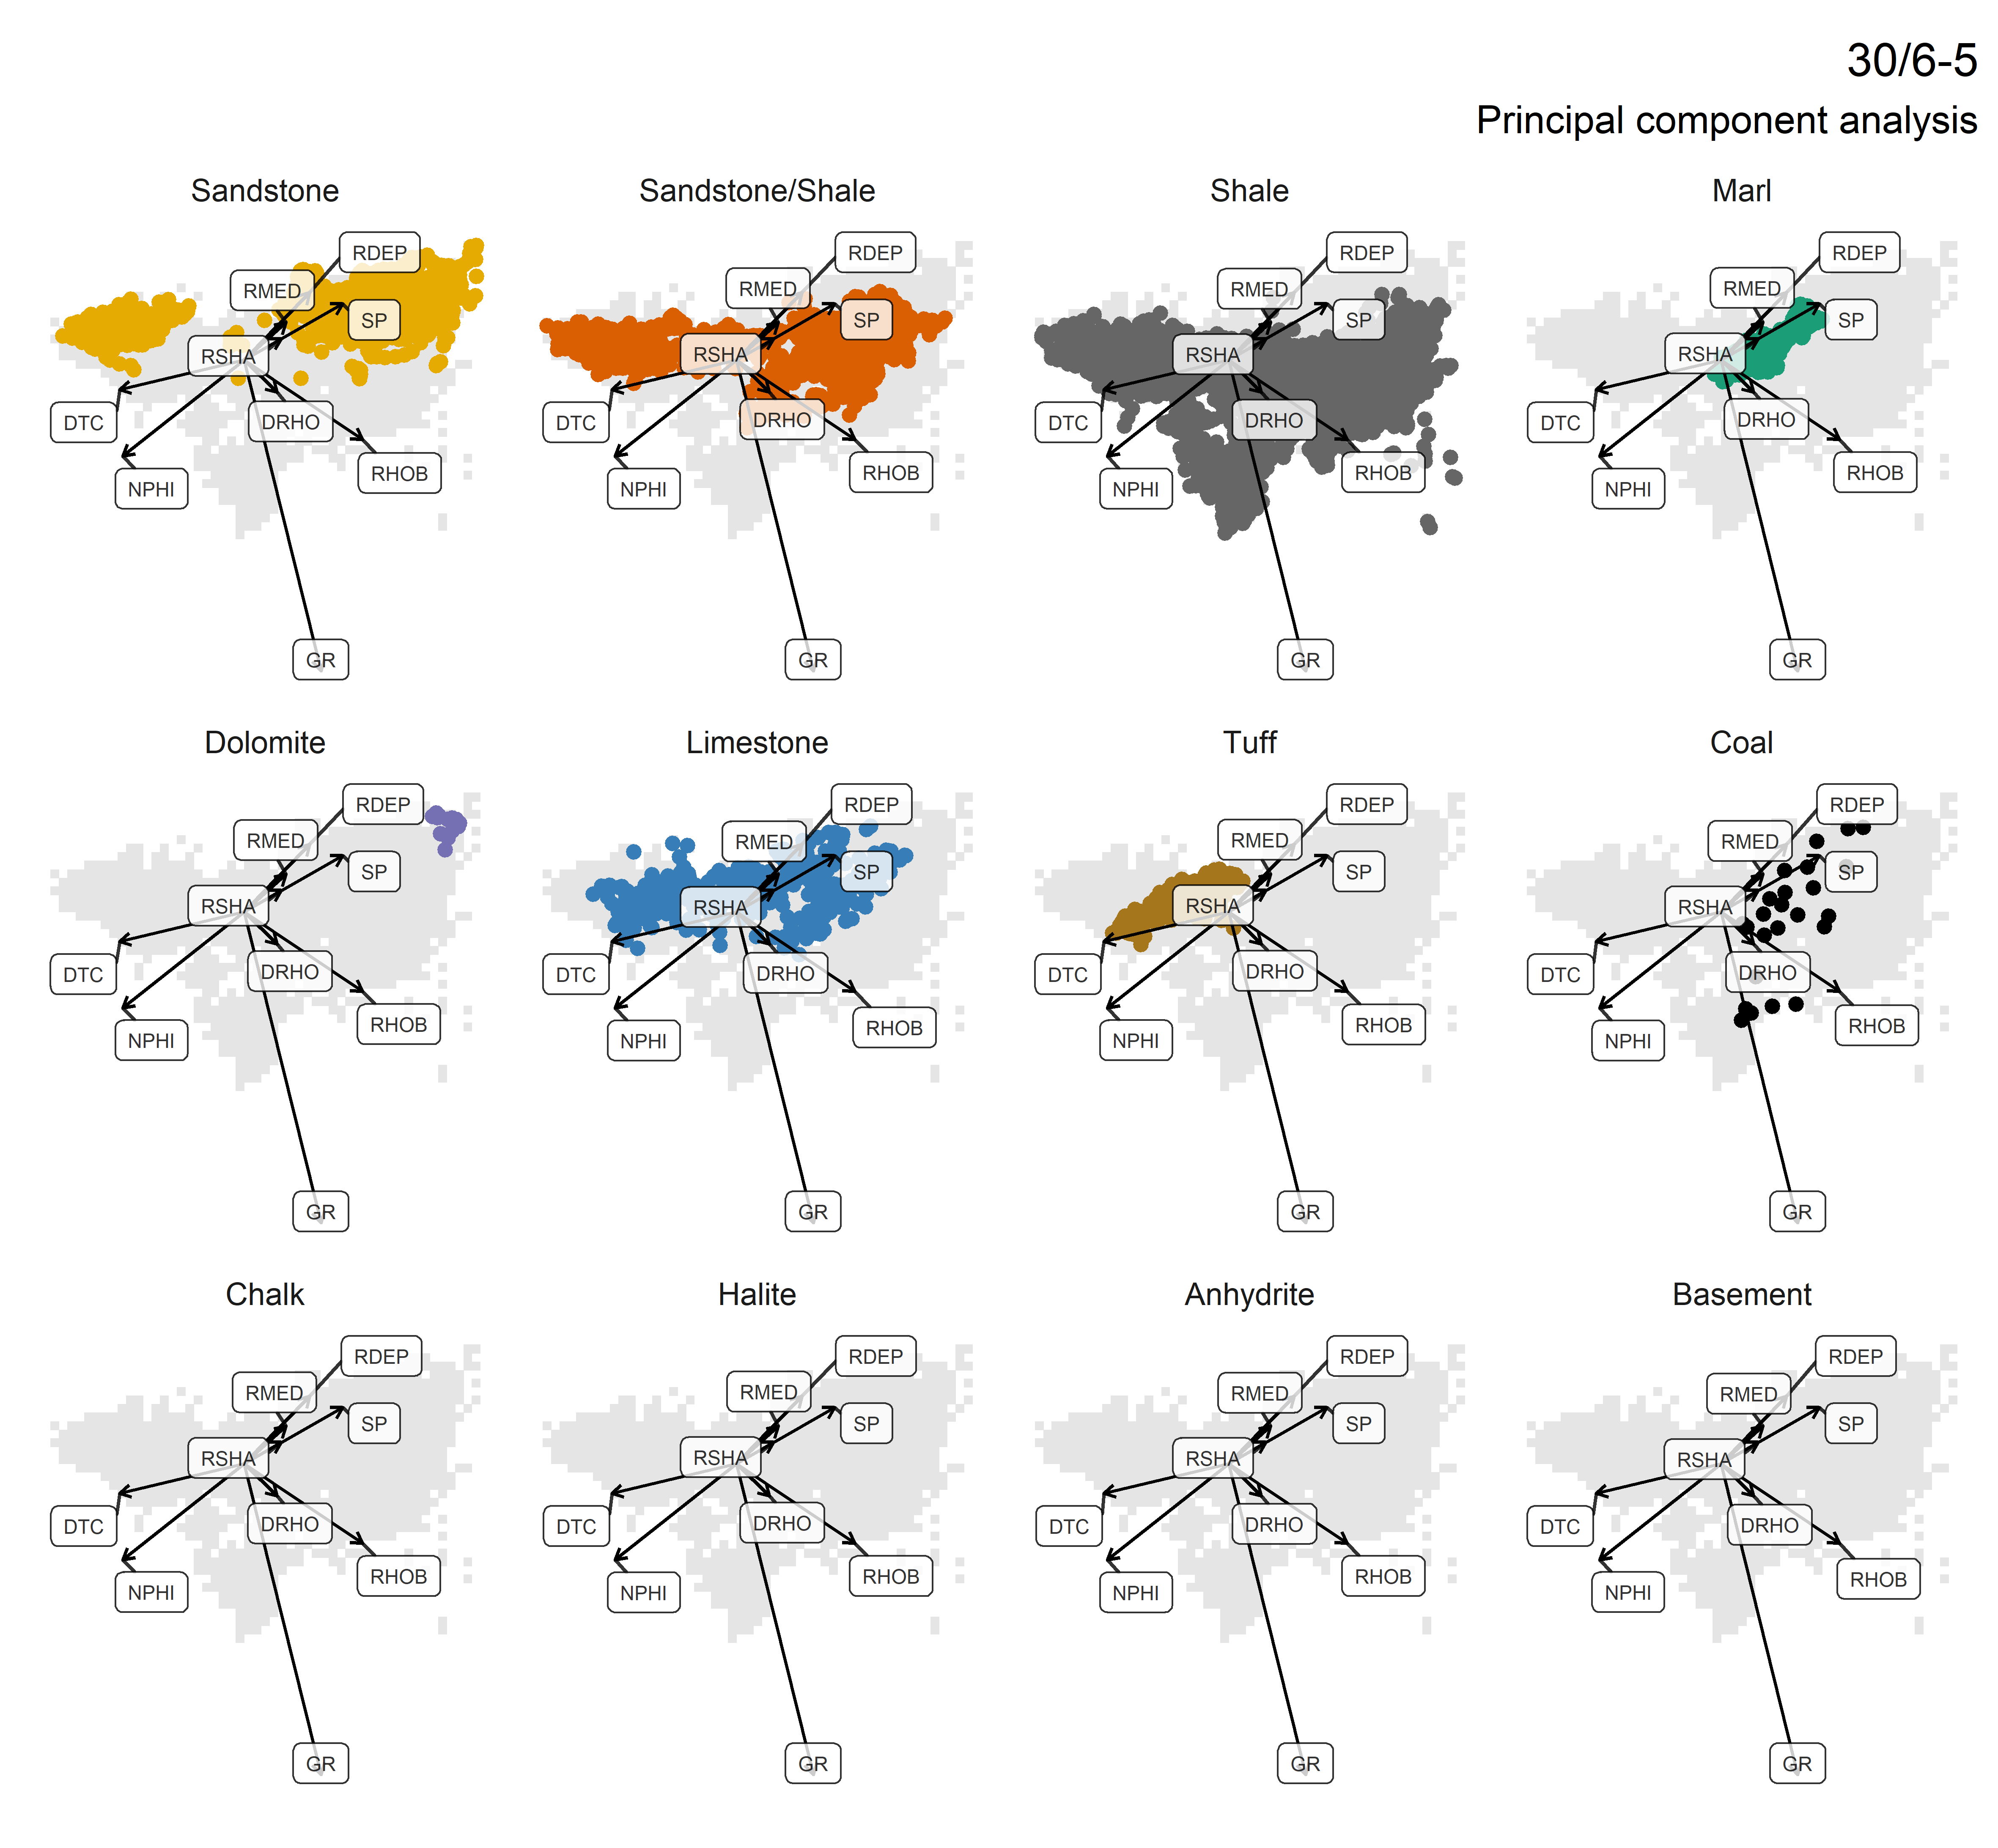 30/6-5
Principal component analysis
Sandstone
RDEP
RMED
SP
RSHA
DTC
DRHO
RHOB
NPHI
GR
Sandstone/Shale
RDEP
RMED
SP
RSHA
DTC
DRHO
RHOB
NPHI
GR
Shale
RDEP
RMED
SP
RSHA
DTC
DRHO
RHOB
NPHI
GR
Marl
RDEP
RMED
SP
RSHA
DTC
DRHO
RHOB
NPHI
GR
Dolomite
RDEP
RMED
SP
RSHA
DTC
DRHO
RHOB
NPHI
GR
Limestone
RDEP
RMED
SP
RSHA
DTC
DRHO
RHOB
NPHI
GR
Tuff
RDEP
RMED
SP
RSHA
DTC
DRHO
RHOB
NPHI
GR
Coal
RDEP
RMED
SP
RSHA
DTC
DRHO
RHOB
NPHI
GR
Chalk
RDEP
RMED
SP
RSHA
DTC
DRHO
RHOB
NPHI
GR
Halite
RDEP
RMED
SP
RSHA
DTC
DRHO
RHOB
NPHI
GR
Anhydrite
RDEP
RMED
SP
RSHA
DTC
DRHO
RHOB
NPHI
GR
Basement
RDEP
RMED
SP
RSHA
DTC
DRHO
RHOB
NPHI
GR